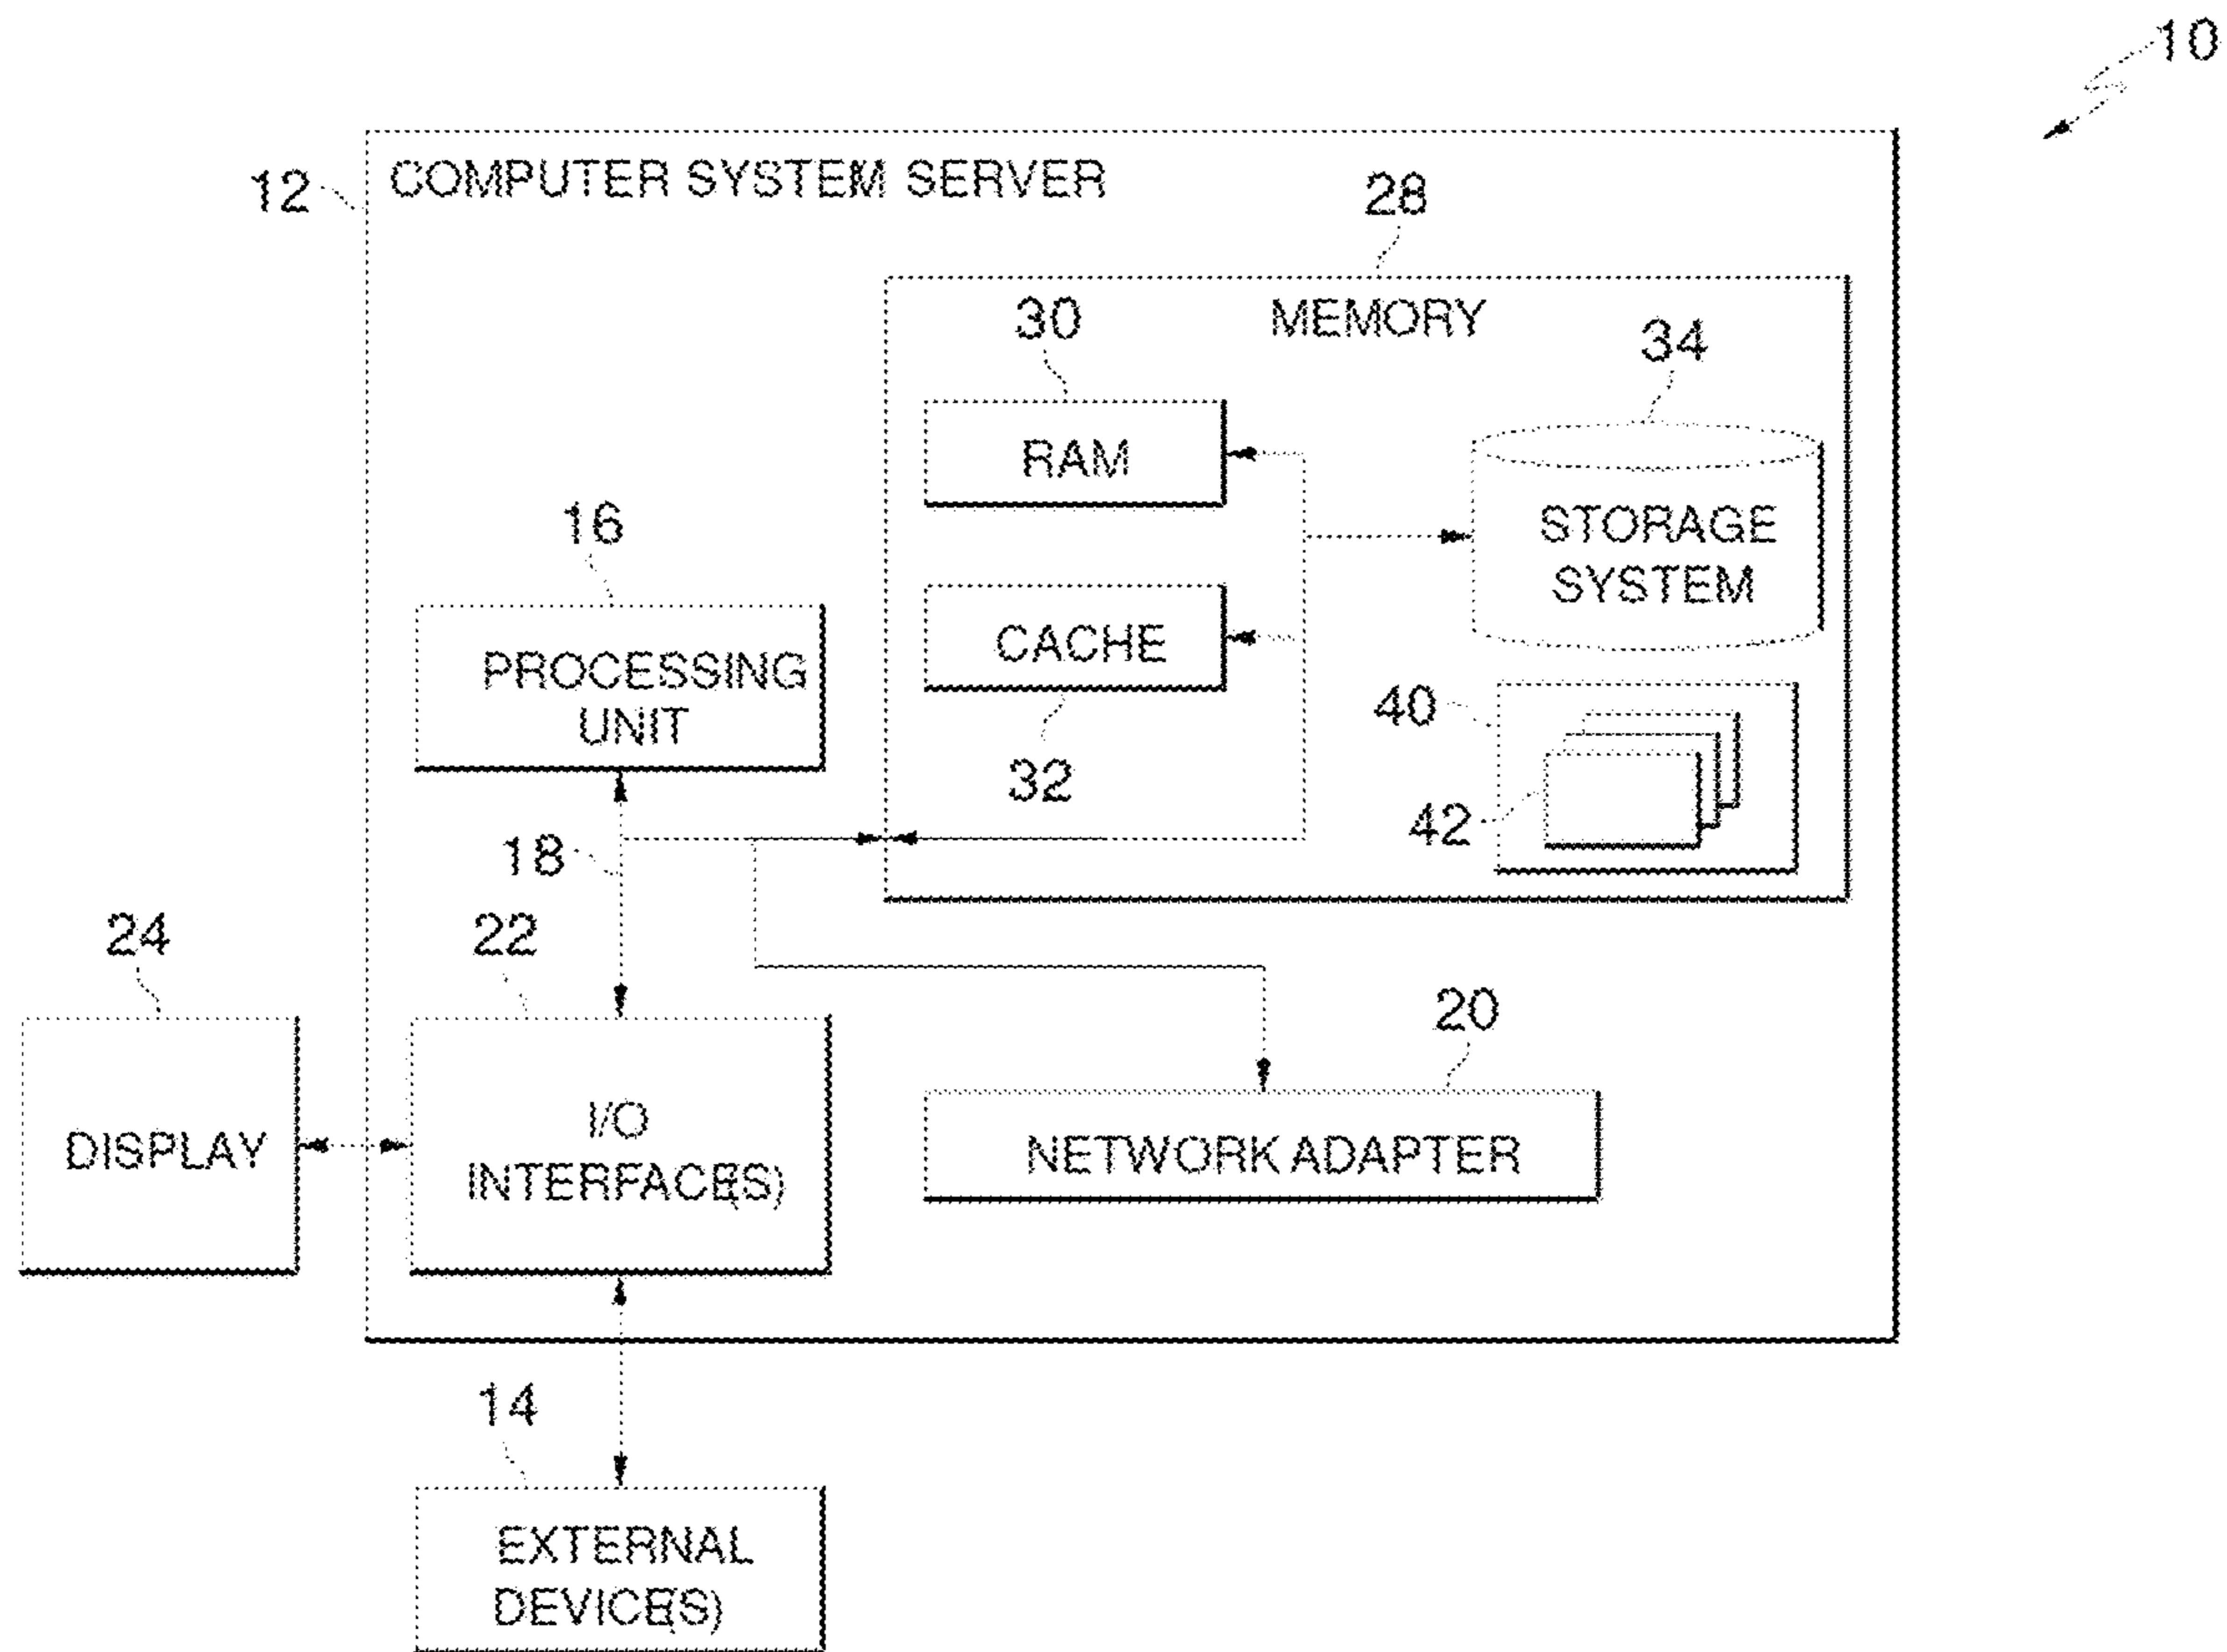 10
12
COMPUTER SYSTEM SERVER
28
MEMORY
30
34
RAM
STORAGE
SYSTEM
16
PROCESSING
UNIT
CACHE
32
40
42
18
24
22
20
DISPLAY
I/O
INTERFACE(S)
NETWORK ADAPTER
14
EXTERNAL
DEVICE(S)